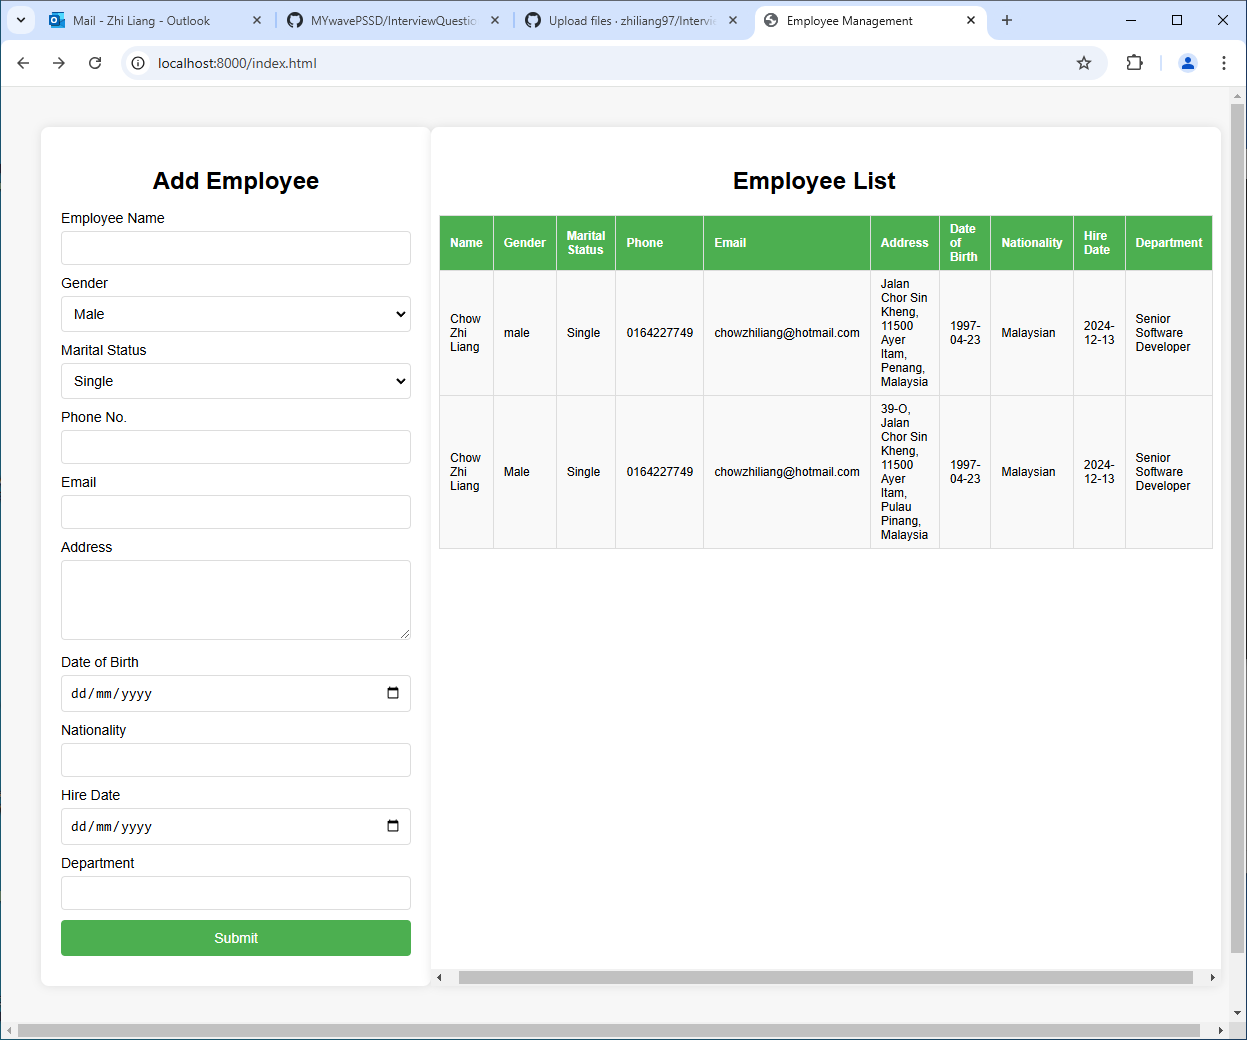 Mail - Zhi Liang - Outlook
MYwavePSSD/InterviewQuestio
Upload files · zhiliang97/Intervie
Employee Management
localhost:8000/index.html
Add Employee
Employee Name
Gender
Male
Marital Status
Single
Phone No.
Email
Address
Date of Birth
dd/mm/yyyy
Nationality
Hire Date
dd/mm/yyyy
Department
Submit
Employee List
Name Gender Marital Status Phone Email Address Date of Birth Nationality Hire Date Department
Chow Zhi Liang male Single 0164227749 chowzhiliang@hotmail.com Jalan Chor Sin Kheng, 11500 Ayer Itam, Penang, Malaysia 1997-04-23 Malaysian 2024-12-13 Senior Software Developer
Chow Zhi Liang Male Single 0164227749 chowzhiliang@hotmail.com 39-O, Jalan Chor Sin Kheng, 11500 Ayer Itam, Pulau Pinang, Malaysia 1997-04-23 Malaysian 2024-12-13 Senior Software Developer